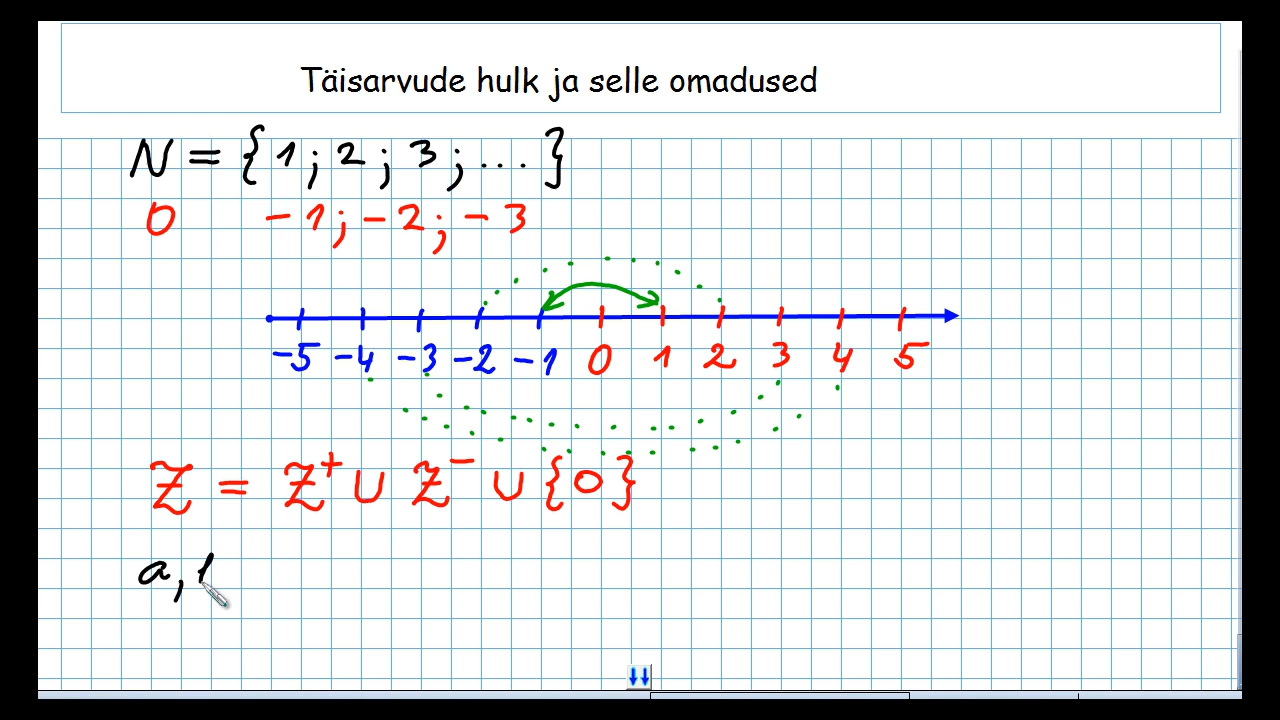 Täisarvude hulk ja selle omadused
N = {1; 2; 3; ...}
0 -1; -2; -3
-5 -4 -3 -2 -1 0 1 2 3 4 5
Z = Z⁺ ∪ Z⁻ ∪ {0}
a,